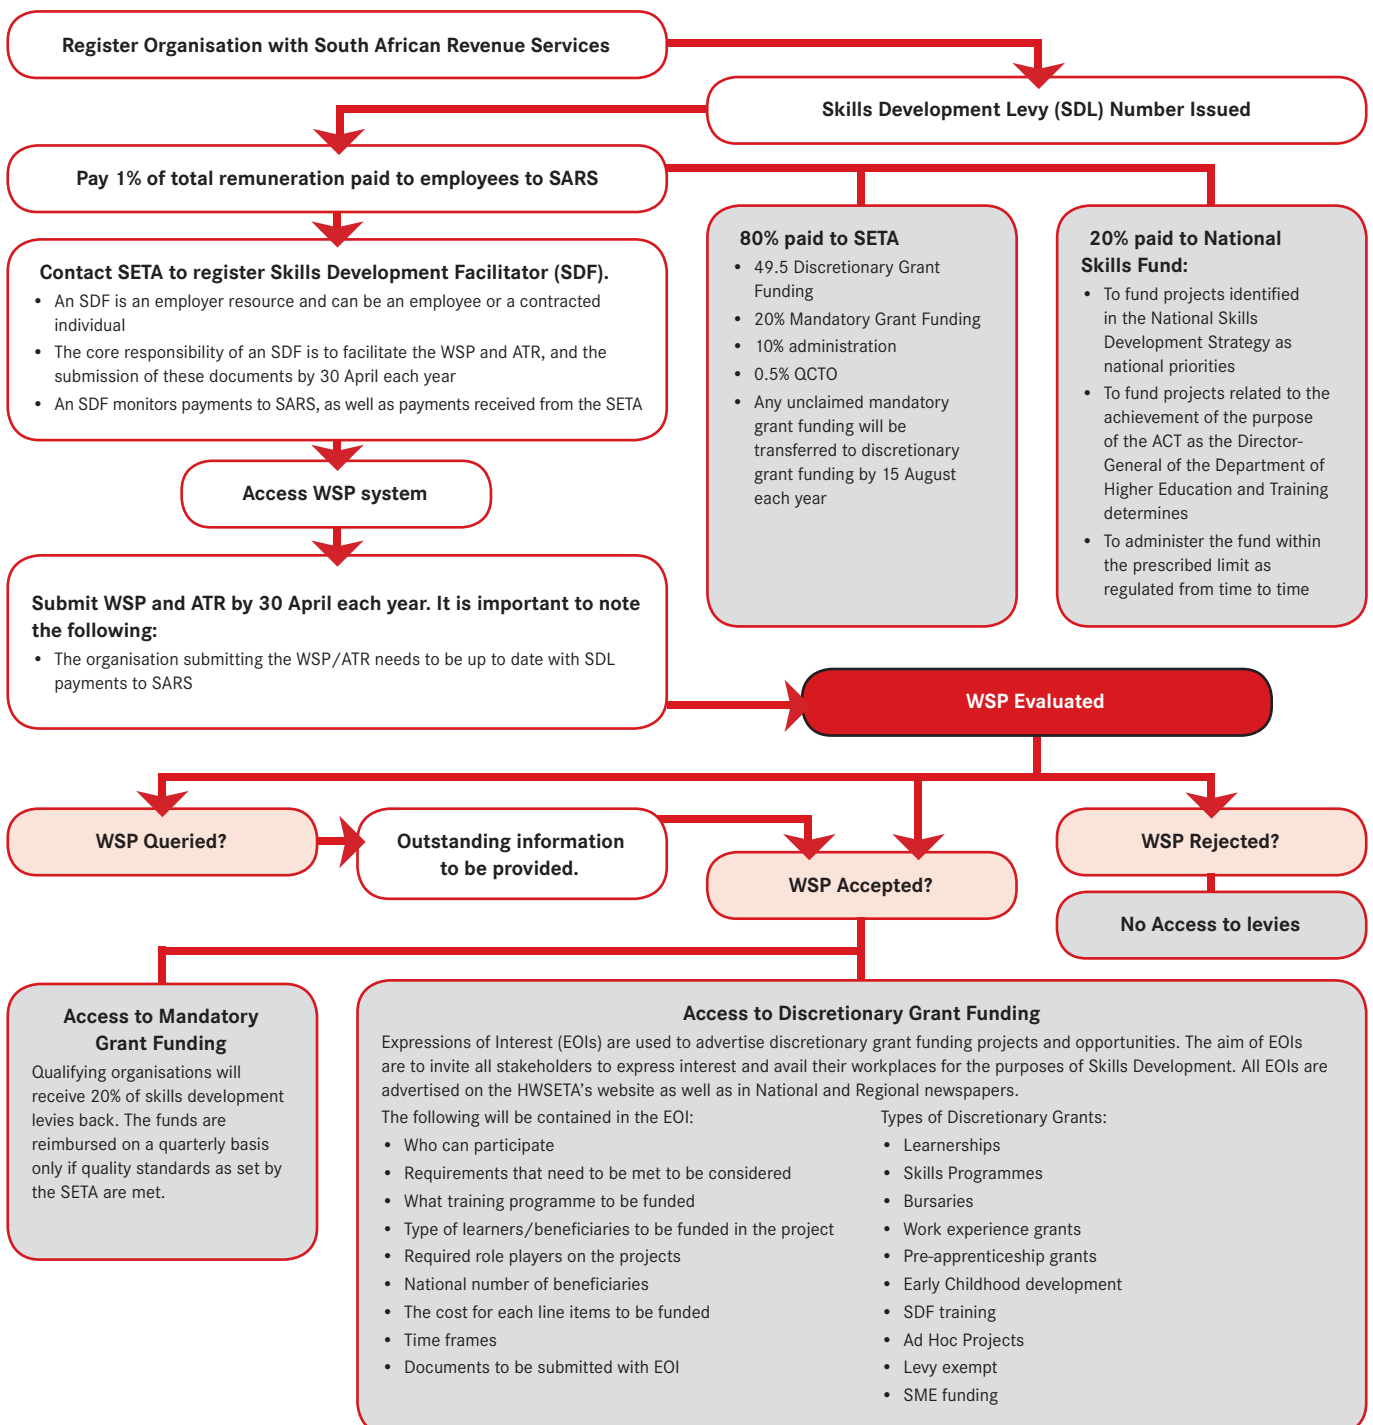 Register Organisation with South African Revenue Services
Skills Development Levy (SDL) Number Issued
Pay 1% of total remuneration paid to employees to SARS
Contact SETA to register Skills Development Facilitator (SDF).
• An SDF is an employer resource and can be an employee or a contracted
individual
• The core responsibility of an SDF is to facilitate the WSP and ATR, and the
submission of these documents by 30 April each year
• An SDF monitors payments to SARS, as well as payments received from the SETA
80% paid to SETA
• 49.5 Discretionary Grant
Funding
• 20% Mandatory Grant Funding
• 10% administration
• 0.5% QCTO
• Any unclaimed mandatory
grant funding will be
transferred to discretionary
grant funding by 15 August
each year
20% paid to National
Skills Fund:
• To fund projects identified
in the National Skills
Development Strategy as
national priorities
• To fund projects related to the
achievement of the purpose
of the ACT as the Director-
General of the Department of
Higher Education and Training
determines
• To administer the fund within
the prescribed limit as
regulated from time to time
Access WSP system
Submit WSP and ATR by 30 April each year. It is important to note
the following:
• The organisation submitting the WSP/ATR needs to be up to date with SDL
payments to SARS
WSP Evaluated
WSP Queried?
Outstanding information
to be provided.
WSP Accepted?
WSP Rejected?
No Access to levies
Access to Mandatory
Grant Funding
Qualifying organisations will
receive 20% of skills development
levies back. The funds are
reimbursed on a quarterly basis
only if quality standards as set by
the SETA are met.
Access to Discretionary Grant Funding
Expressions of Interest (EOIs) are used to advertise discretionary grant funding projects and opportunities. The aim of EOIs
are to invite all stakeholders to express interest and avail their workplaces for the purposes of Skills Development. All EOIs are
advertised on the HWSETA's website as well as in National and Regional newspapers.
The following will be contained in the EOI:
• Who can participate
• Requirements that need to be met to be considered
• What training programme to be funded
• Type of learners/beneficiaries to be funded in the project
• Required role players on the projects
• National number of beneficiaries
• The cost for each line items to be funded
• Time frames
• Documents to be submitted with EOI
Types of Discretionary Grants:
• Learnerships
• Skills Programmes
• Bursaries
• Work experience grants
• Pre-apprenticeship grants
• Early Childhood development
• SDF training
• Ad Hoc Projects
• Levy exempt
• SME funding